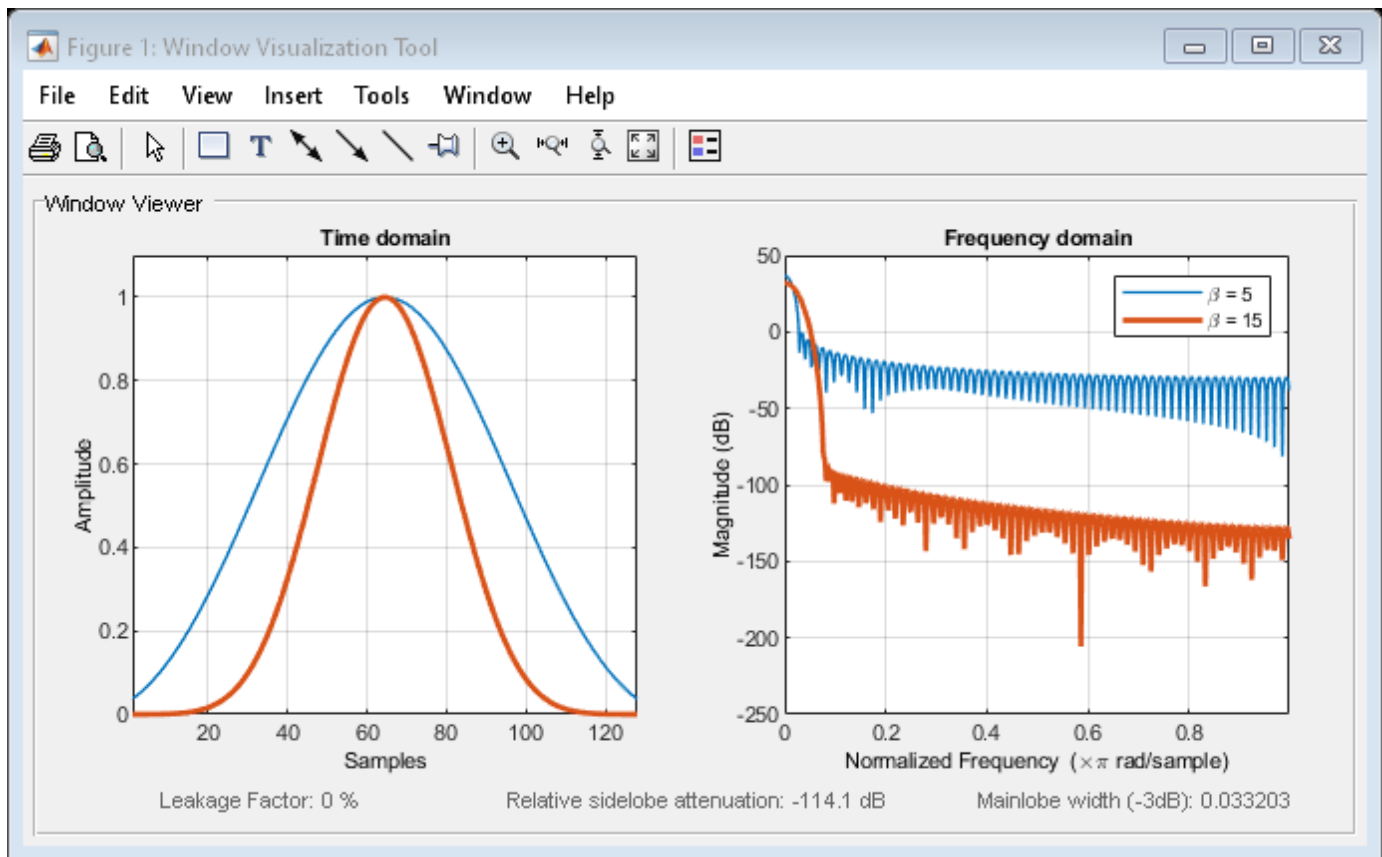 Figure 1: Window Visualization Tool
File Edit View Insert Tools Window Help
T
Window Viewer
Time domain
1
0.8
0.6
0.4
0.2
0
Amplitude
20 40 60 80 100 120
Samples
Frequency domain
50
0
-50
-100
-150
-200
-250
Magnitude (dB)
β = 5
β = 15
0 0.2 0.4 0.6 0.8
Normalized Frequency (×π rad/sample)
Leakage Factor: 0 % Relative sidelobe attenuation: -114.1 dB Mainlobe width (-3dB): 0.033203